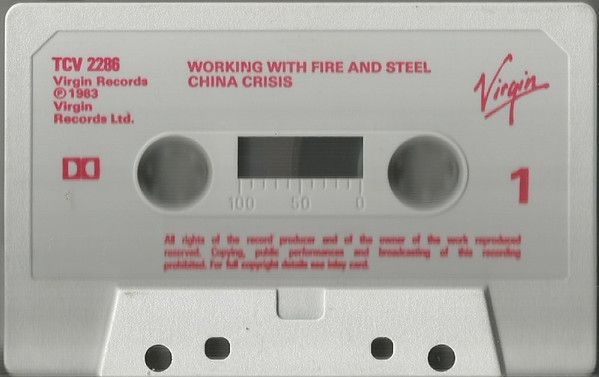 TCV 2286
Virgin Records
Ⓟ 1983
Virgin
Records Ltd.
WORKING WITH FIRE AND STEEL
CHINA CRISIS
Virgin
1
100 50 0
All rights of the record producer and of the owner of the work reproduced
reserved. Copying, public performances and broadcasting of this recording
prohibited. For full copyright details see inlay card.